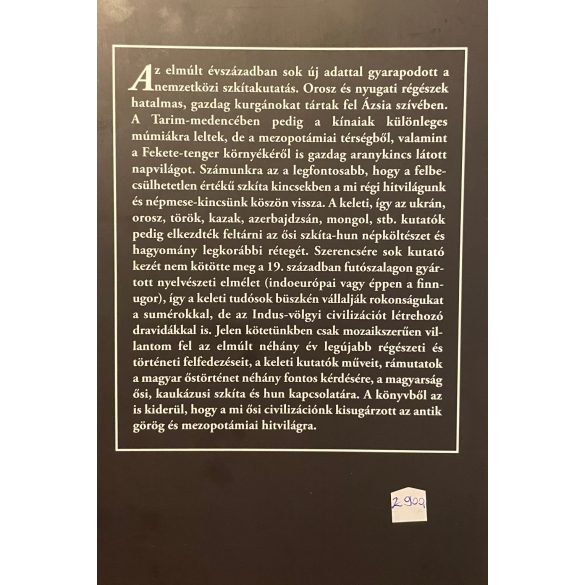 Az elmúlt évszázadban sok új adattal gyarapodott a
nemzetközi szkítakutatás. Orosz és nyugati régészek
hatalmas, gazdag kurgánokat tártak fel Ázsia szívében.
A Tarim-medencében pedig a kínaiak különleges
múmiákra leltek, de a mezopotámiai térségből, valamint
a Fekete-tenger környékéről is gazdag aranykincs látott
napvilágot. Számunkra az a legfontosabb, hogy a felbe-
csülhetetlen értékű szkíta kincsekben a mi régi hitvilágunk
és népmese-kincsünk köszön vissza. A keleti, így az ukrán,
orosz, török, kazak, azerbajdzsán, mongol, stb. kutatók
pedig elkezdték feltárni az ősi szkíta-hun népköltészet és
hagyomány legkorábbi rétegét. Szerencsére sok kutató
kezét nem kötötte meg a 19. században futószalagon gyár-
tott nyelvészeti elmélet (indoeurópai vagy éppen a finn-
ugor), így a keleti tudósok büszkén vállalják rokonságukat
a sumérokkal, de az Indus-völgyi civilizációt létrehozó
dravidákkal is. Jelen kötetünkben csak mozaikszerűen vil-
lantom fel az elmúlt néhány év legújabb régészeti és
történeti felfedezéseit, a keleti kutatók műveit, rámutatok
a magyar őstörténet néhány fontos kérdésére, a magyarság
ősi, kaukázusi szkíta és hun kapcsolatára. A könyvből az
is kiderül, hogy a mi ősi civilizációnk kisugárzott az antik
görög és mezopotámiai hitvilágra.
2900